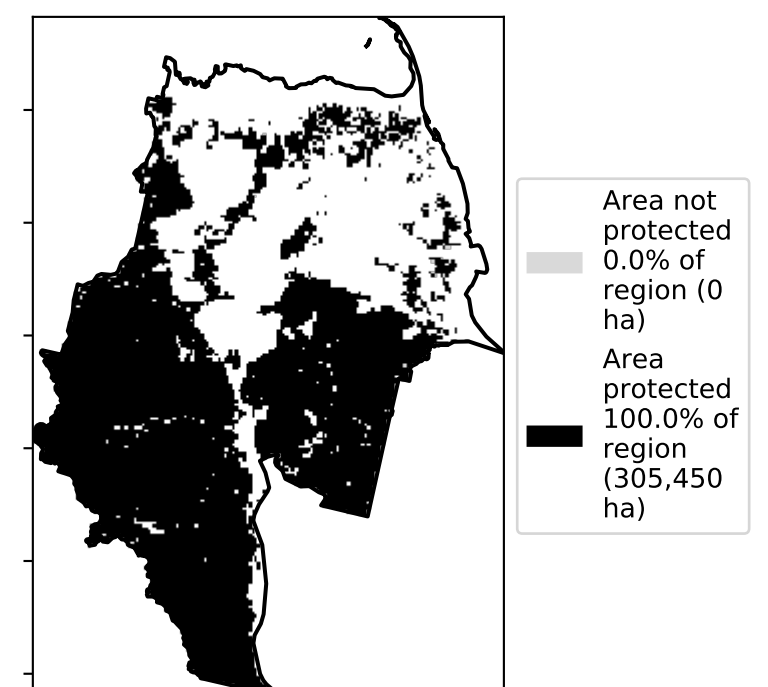 Area not
protected
0.0% of
region (0
ha)
Area
protected
100.0% of
region
(305,450
ha)